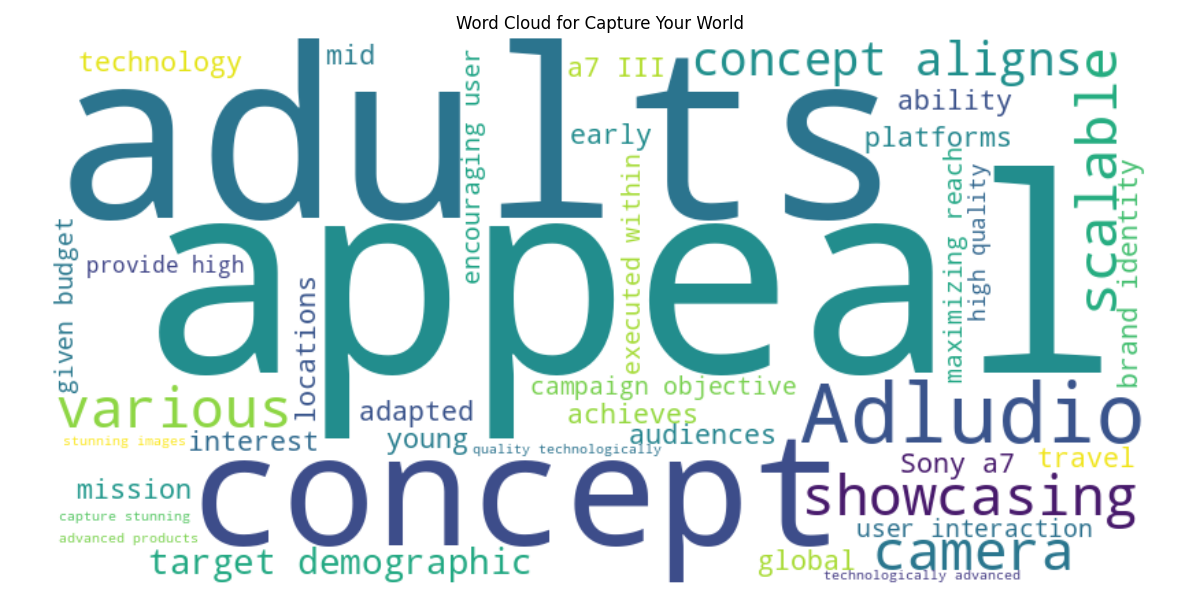 Word Cloud for Capture Your World
technology
mid
encouraging user
a7 III
concept aligns
scalable
adults
ability
early
platforms
executed within
maximizing reach
high quality
brand identity
given budget
provide high
appeal
locations
campaign objective
various
adapted
achieves
Adludio
stunning images
interest
young
audiences
quality technologically
concept
Sony a7
travel
mission
showcasing
capture stunning
user interaction
advanced products
camera
target demographic
global
technologically advanced